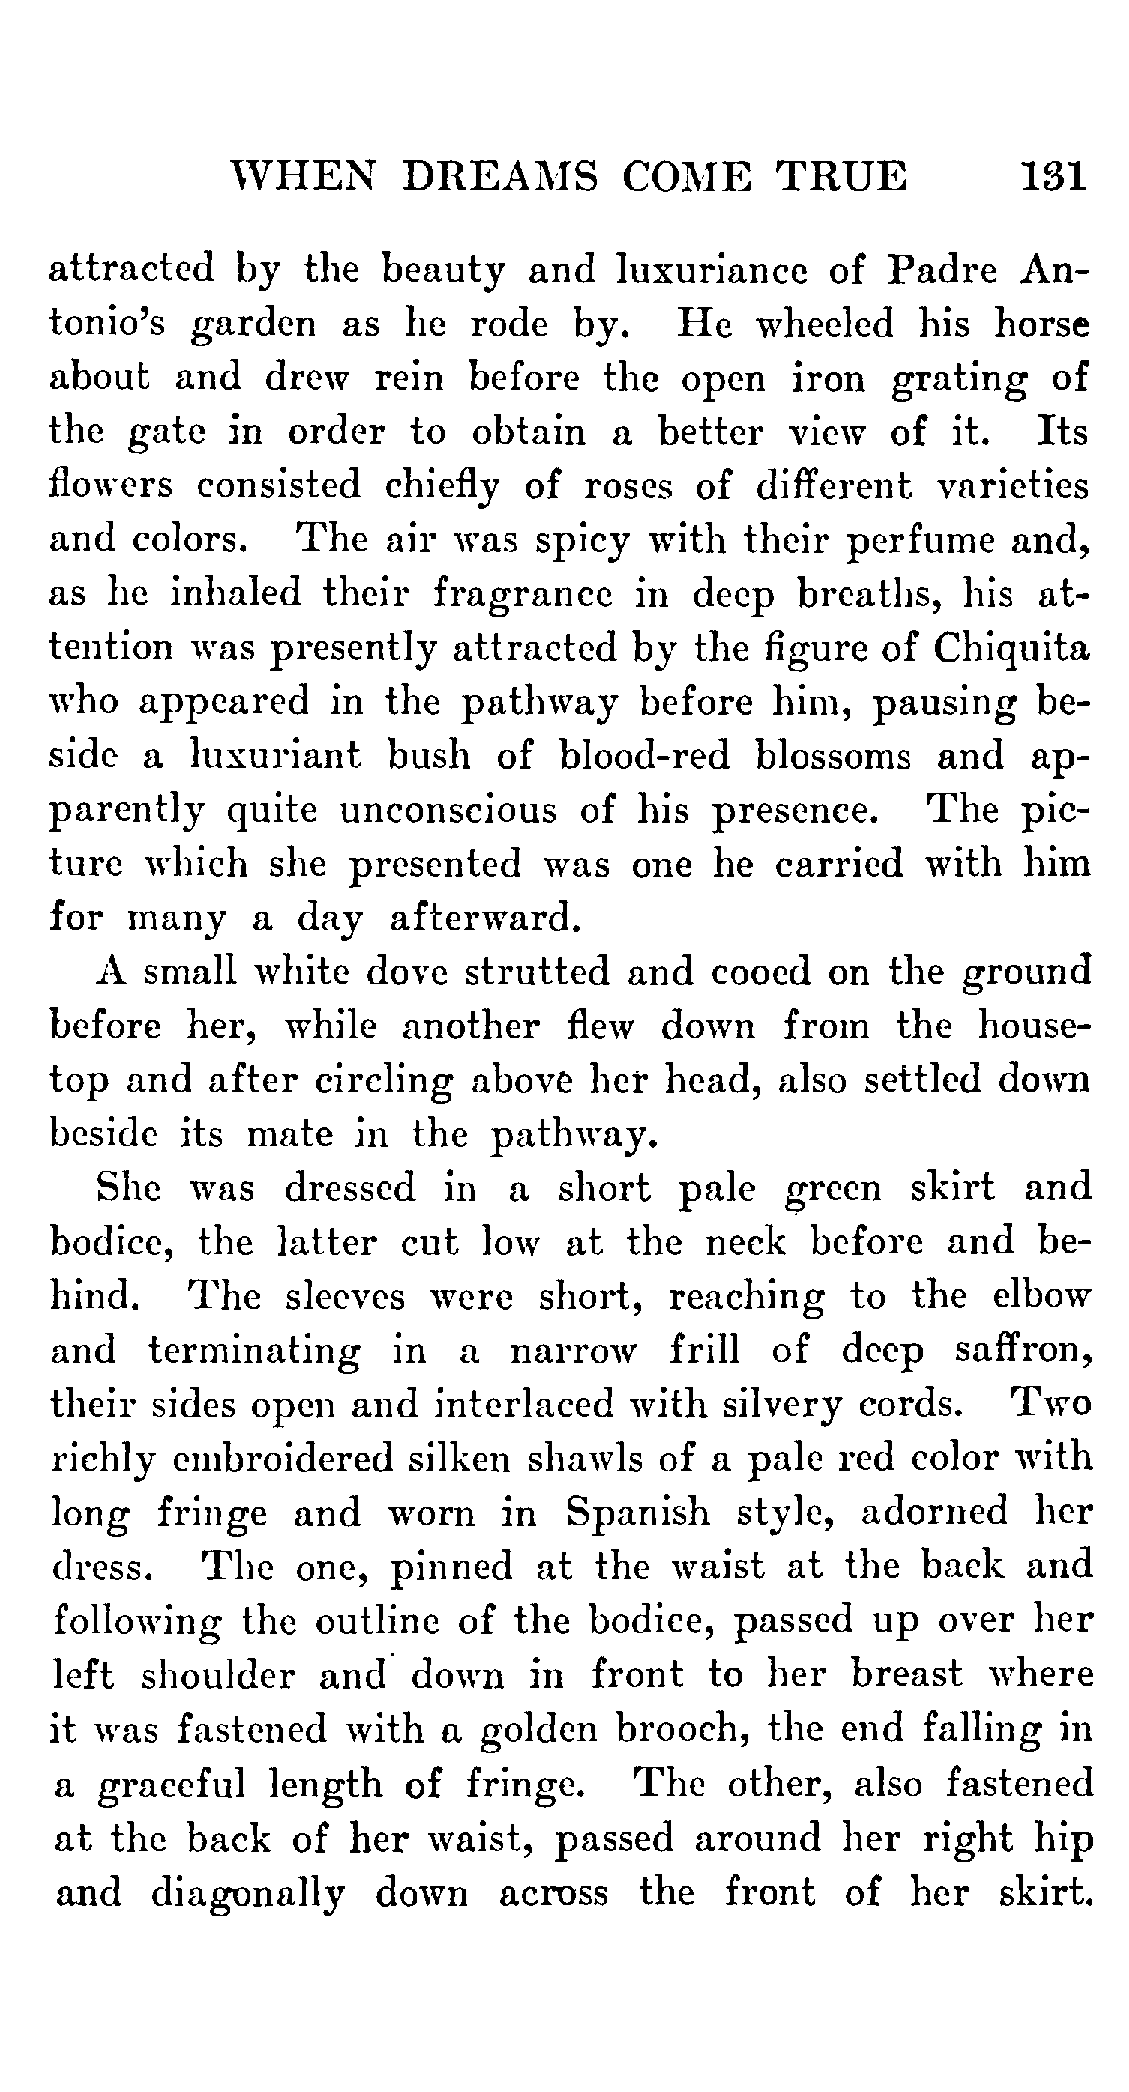 WHEN DREAMS COME TRUE 131
attracted by the beauty and luxuriance of Padre An-
tonio's garden as he rode by. He wheeled his horse
about and drew rein before the open iron grating of
the gate in order to obtain a better view of it. Its
flowers consisted chiefly of roses of different varieties
and colors. The air was spicy with their perfume and,
as he inhaled their fragrance in deep breaths, his at-
tention was presently attracted by the figure of Chiquita
who appeared in the pathway before him, pausing be-
side a luxuriant bush of blood-red blossoms and ap-
parently quite unconscious of his presence. The pic-
ture which she presented was one he carried with him
for many a day afterward.
A small white dove strutted and cooed on the ground
before her, while another flew down from the house-
top and after circling above her head, also settled down
beside its mate in the pathway.
She was dressed in a short pale green skirt and
bodice, the latter cut low at the neck before and be-
hind. The sleeves were short, reaching to the elbow
and terminating in a narrow frill of deep saffron,
their sides open and interlaced with silvery cords. Two
richly embroidered silken shawls of a pale red color with
long fringe and worn in Spanish style, adorned her
dress. The one, pinned at the waist at the back and
following the outline of the bodice, passed up over her
left shoulder and down in front to her breast where
it was fastened with a golden brooch, the end falling in
a graceful length of fringe. The other, also fastened
at the back of her waist, passed around her right hip
and diagonally down across the front of her skirt.